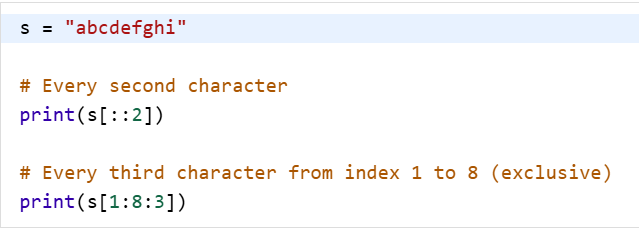 s = "abcdefghi"
# Every second character
print(s[::2])
# Every third character from index 1 to 8 (exclusive)
print(s[1:8:3])